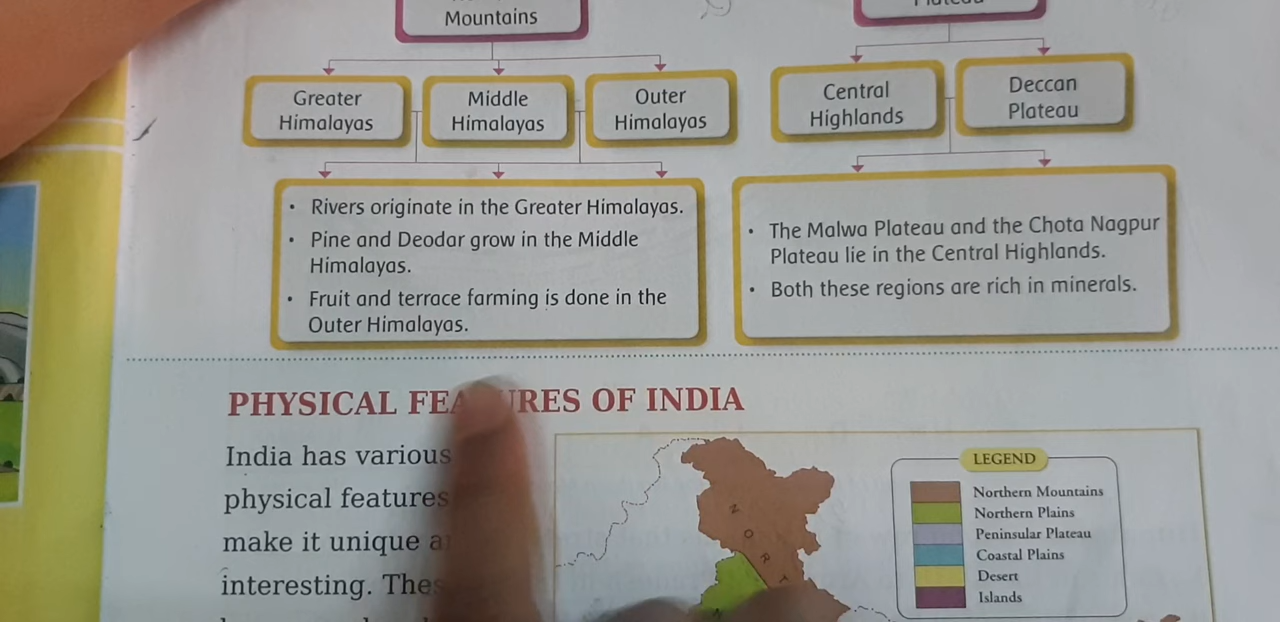 Mountains
Greater
Himalayas
Middle
Himalayas
Outer
Himalayas
Central
Highlands
Deccan
Plateau
• Rivers originate in the Greater Himalayas.
• Pine and Deodar grow in the Middle
Himalayas.
• Fruit and terrace farming is done in the
Outer Himalayas.
• The Malwa Plateau and the Chota Nagpur
Plateau lie in the Central Highlands.
• Both these regions are rich in minerals.
PHYSICAL OF INDIA
India has various
physical features
make it unique
interesting.
LEGEND
Northern Mountains
Northern Plains
Peninsular Plateau
Coastal Plains
Desert
Islands
N O R T